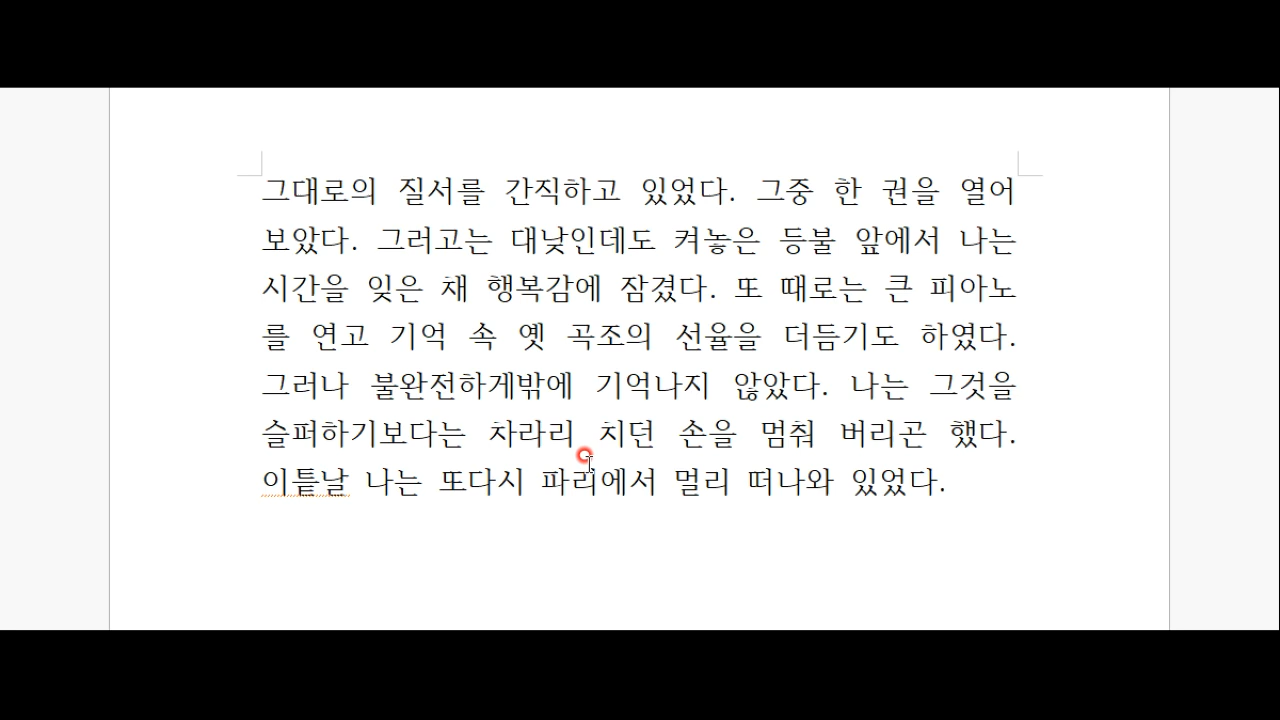 그대로의 질서를 간직하고 있었다. 그중 한 권을 열어
보았다. 그러고는 대낮인데도 켜놓은 등불 앞에서 나는
시간을 잊은 채 행복감에 잠겼다. 또 때로는 큰 피아노
를 연고 기억 속 옛 곡조의 선율을 더듬기도 하였다.
그러나 불완전하게밖에 기억나지 않았다. 나는 그것을
슬퍼하기보다는 차라리 치던 손을 멈춰 버리곤 했다.
이틑날 나는 또다시 파리에서 멀리 떠나와 있었다.